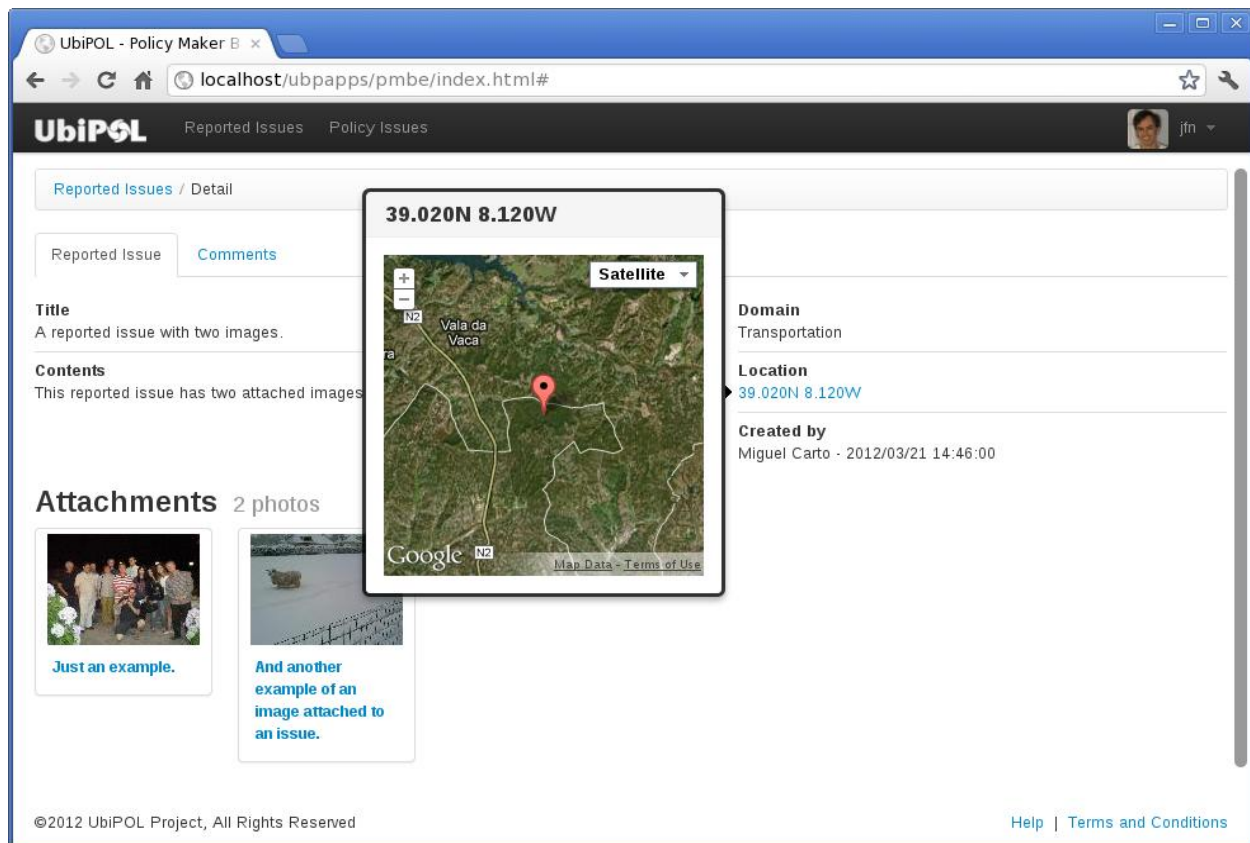 UbiPOL - Policy Maker B
localhost/ubpapps/pmbe/index.html#
UbiPOL Reported Issues Policy Issues jfn
Reported Issues / Detail
Reported Issue Comments
Title
A reported issue with two images.
Contents
This reported issue has two attached images
39.020N 8.120W
+
−
Satellite
N2
Vala da
Vaca
ra
Google
N2
Map Data - Terms of Use
Domain
Transportation
Location
39.020N 8.120W
Created by
Miguel Carto - 2012/03/21 14:46:00
Attachments 2 photos
Just an example.
And another
example of an
image attached to
an issue.
©2012 UbiPOL Project, All Rights Reserved
Help | Terms and Conditions